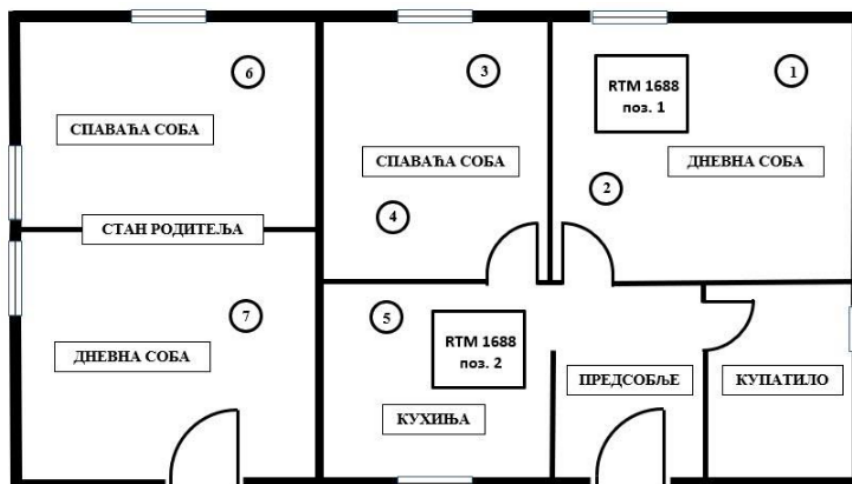 6
3
1
RTM 1688
поз. 1
СПАВАЋА СОБА
СПАВАЋА СОБА
ДНЕВНА СОБА
2
4
СТАН РОДИТЕЉА
7
5
RTM 1688
поз. 2
ДНЕВНА СОБА
ПРЕДСОБЉЕ
КУПАТИЛО
КУХИЊА